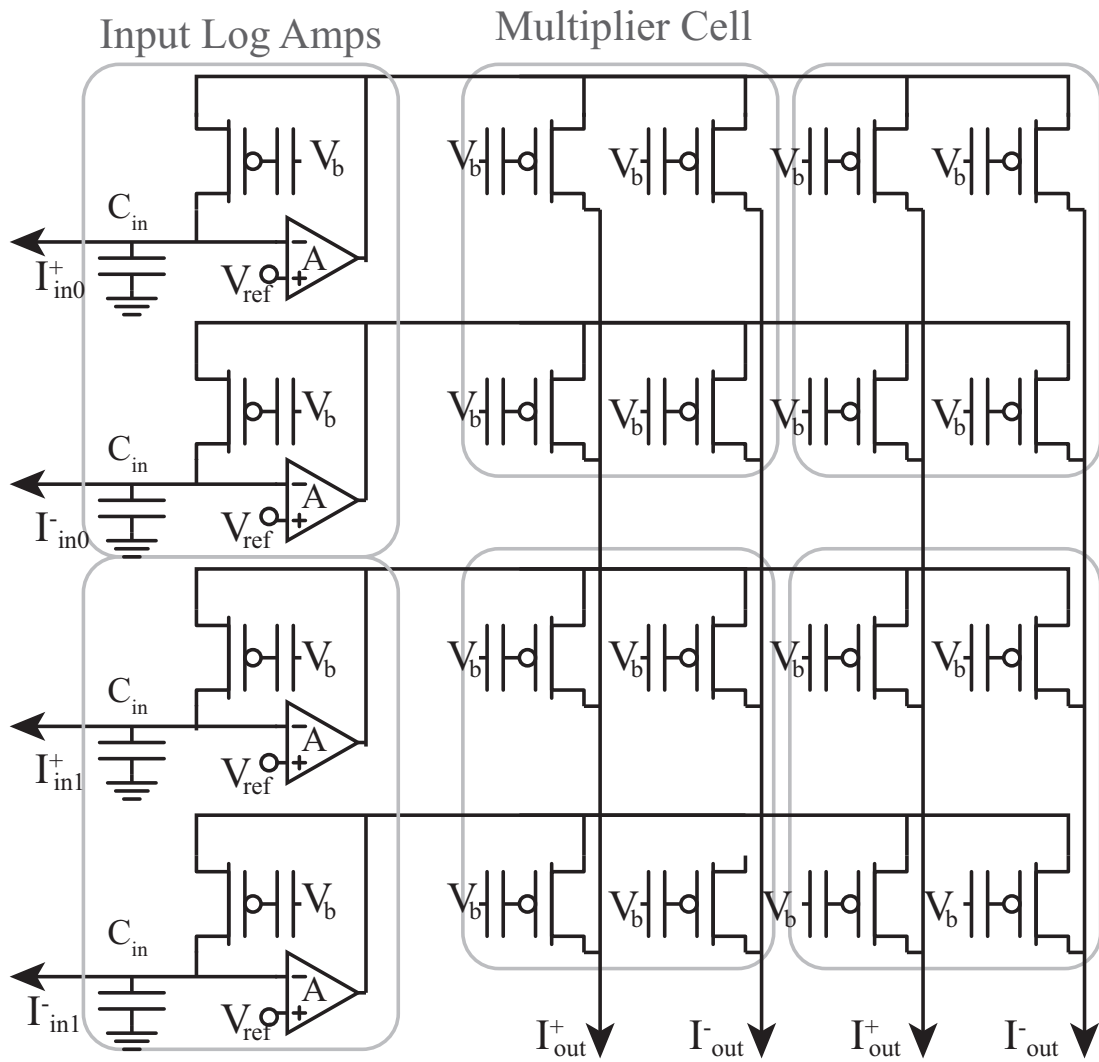 Input Log Amps Multiplier Cell
V_b V_b V_b V_b V_b
C_in
I^+_in0 A
V_ref
V_b V_b V_b V_b V_b
C_in
I^-_in0 A
V_ref
V_b V_b V_b V_b V_b
C_in
I^+_in1 A
V_ref
V_b V_b V_b V_b V_b
C_in
I^-_in1 A
V_ref
I^+_out I^-_out I^+_out I^-_out